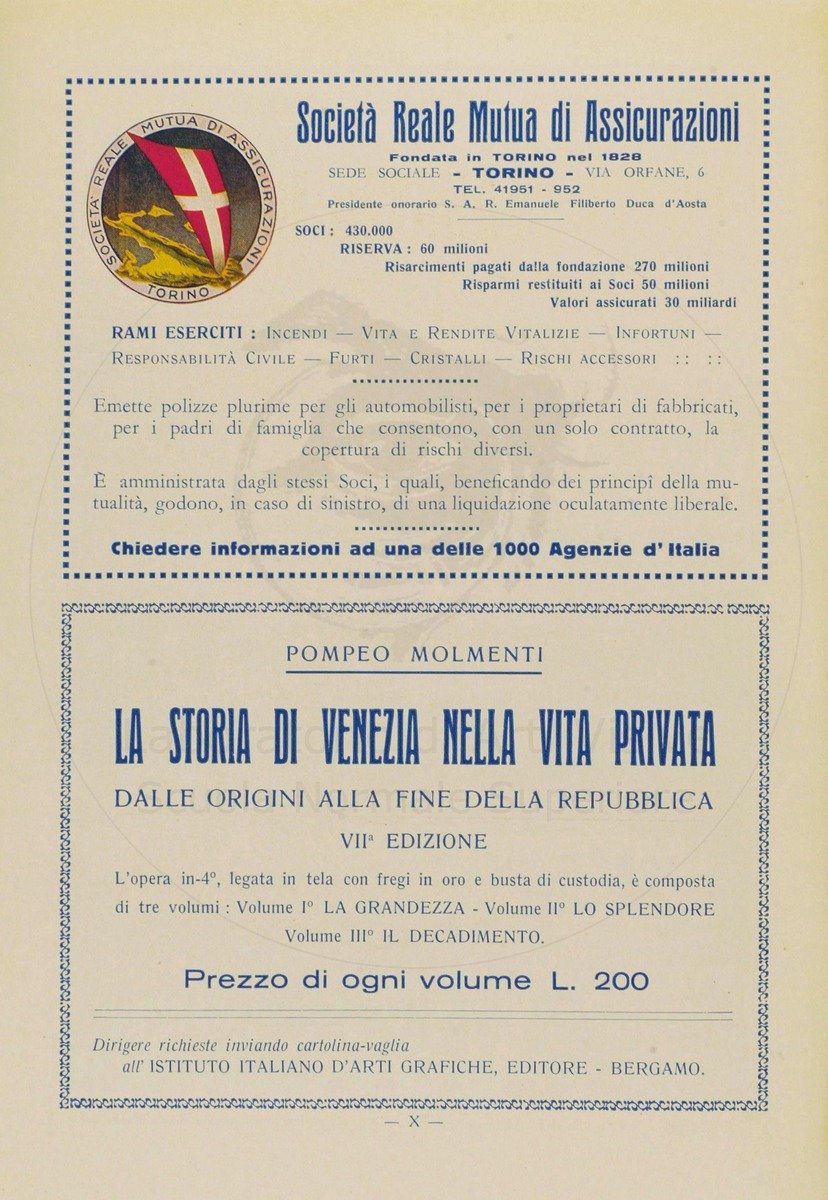 SOCIETÀ REALE MUTUA DI ASSICURAZIONI
TORINO
Società Reale Mutua di Assicurazioni
Fondata in TORINO nel 1828
SEDE SOCIALE - TORINO - VIA ORFANE, 6
TEL. 41951 - 952
Presidente onorario S. A. R. Emanuele Filiberto Duca d'Aosta
SOCI : 430.000
RISERVA : 60 milioni
Risarcimenti pagati dalla fondazione 270 milioni
Risparmi restituiti ai Soci 50 milioni
Valori assicurati 30 miliardi
RAMI ESERCITI : INCENDI — VITA E RENDITE VITALIZIE — INFORTUNI —
RESPONSABILITÀ CIVILE — FURTI — CRISTALLI — RISCHI ACCESSORI :: ::
Emette polizze plurime per gli automobilisti, per i proprietari di fabbricati,
per i padri di famiglia che consentono, con un solo contratto, la
copertura di rischi diversi.
È amministrata dagli stessi Soci, i quali, beneficando dei principî della mu-
tualità, godono, in caso di sinistro, di una liquidazione oculatamente liberale.
Chiedere informazioni ad una delle 1000 Agenzie d'Italia
POMPEO MOLMENTI
LA STORIA DI VENEZIA NELLA VITA PRIVATA
DALLE ORIGINI ALLA FINE DELLA REPUBBLICA
VIIª EDIZIONE
L'opera in-4º, legata in tela con fregi in oro e busta di custodia, è composta
di tre volumi : Volume Iº LA GRANDEZZA - Volume IIº LO SPLENDORE
Volume IIIº IL DECADIMENTO.
Prezzo di ogni volume L. 200
Dirigere richieste inviando cartolina-vaglia
all' ISTITUTO ITALIANO D'ARTI GRAFICHE, EDITORE - BERGAMO.
— X —